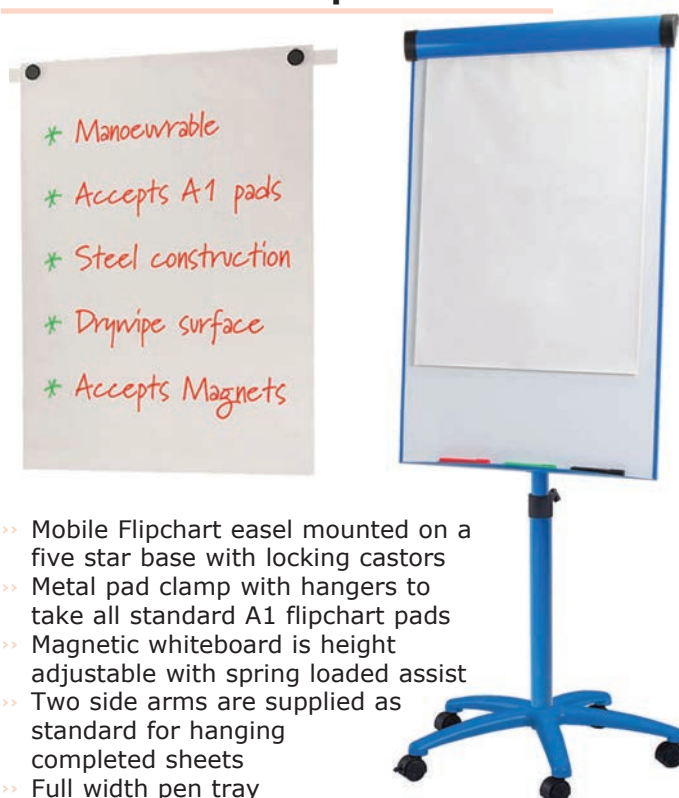 * Manoeuvrable
* Accepts A1 pads
* Steel construction
* Drywipe surface
* Accepts Magnets
›› Mobile Flipchart easel mounted on a
five star base with locking castors
›› Metal pad clamp with hangers to
take all standard A1 flipchart pads
›› Magnetic whiteboard is height
adjustable with spring loaded assist
›› Two side arms are supplied as
standard for hanging
completed sheets
›› Full width pen tray